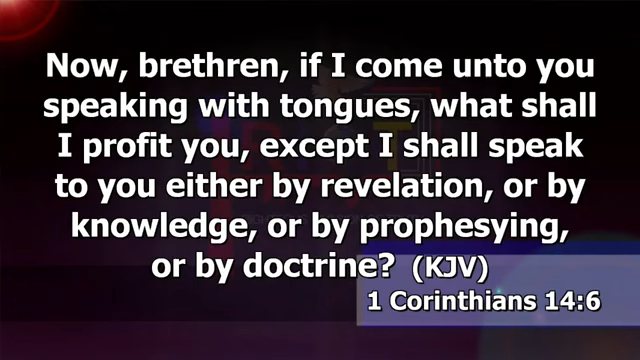 Now, brethren, if I come unto you
speaking with tongues, what shall
I profit you, except I shall speak
to you either by revelation, or by
knowledge, or by prophesying,
or by doctrine? (KJV)
1 Corinthians 14:6